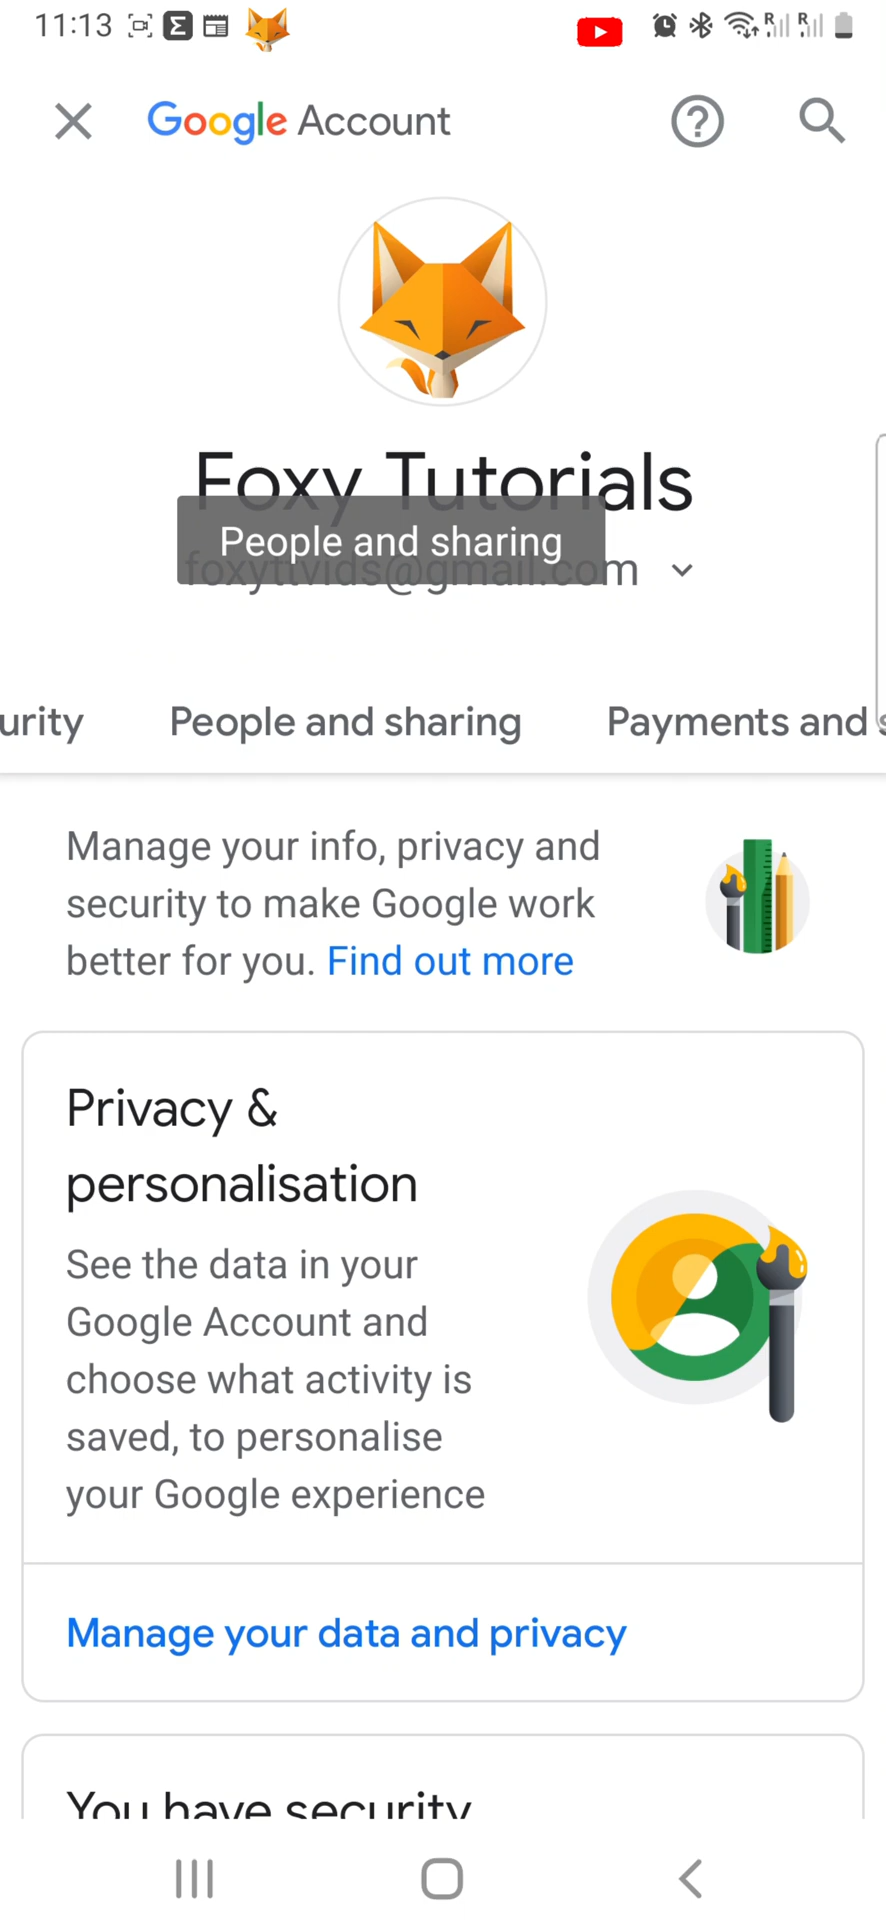 11:13
Google Account
Foxy Tutorials
People and sharing
foxyttvids@gmail.com
urity People and sharing Payments and s
Manage your info, privacy and
security to make Google work
better for you. Find out more
Privacy &
personalisation
See the data in your
Google Account and
choose what activity is
saved, to personalise
your Google experience
Manage your data and privacy
You have security